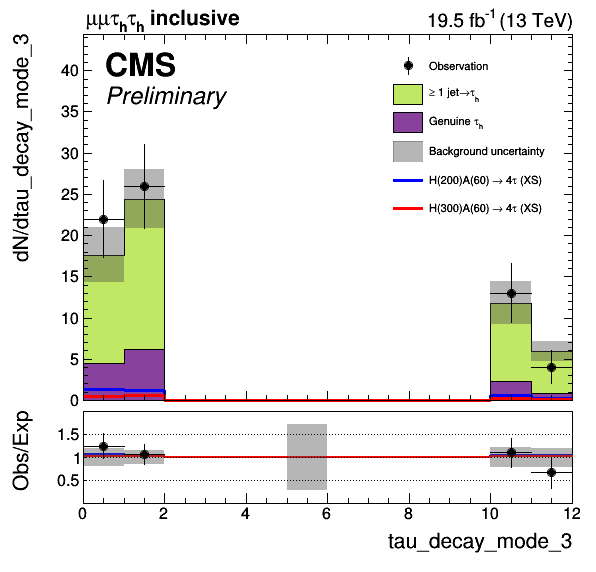 μμτhτh inclusive
19.5 fb-1 (13 TeV)
CMS
Preliminary
Observation
≥ 1 jet→τh
Genuine τh
Background uncertainty
H(200)A(60) → 4τ (XS)
H(300)A(60) → 4τ (XS)
dN/dtau_decay_mode_3
40
35
30
25
20
15
10
5
0
Obs/Exp
1.5
1
0.5
0 2 4 6 8 10 12
tau_decay_mode_3